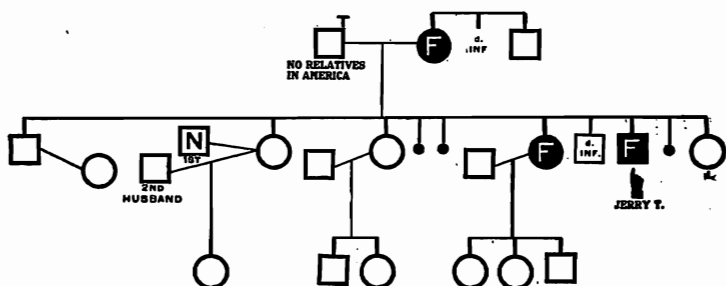 F
d.
INF
NO RELATIVES
IN AMERICA
N
1ST
2ND
HUSBAND
F
d.
INF.
F
JERRY T.